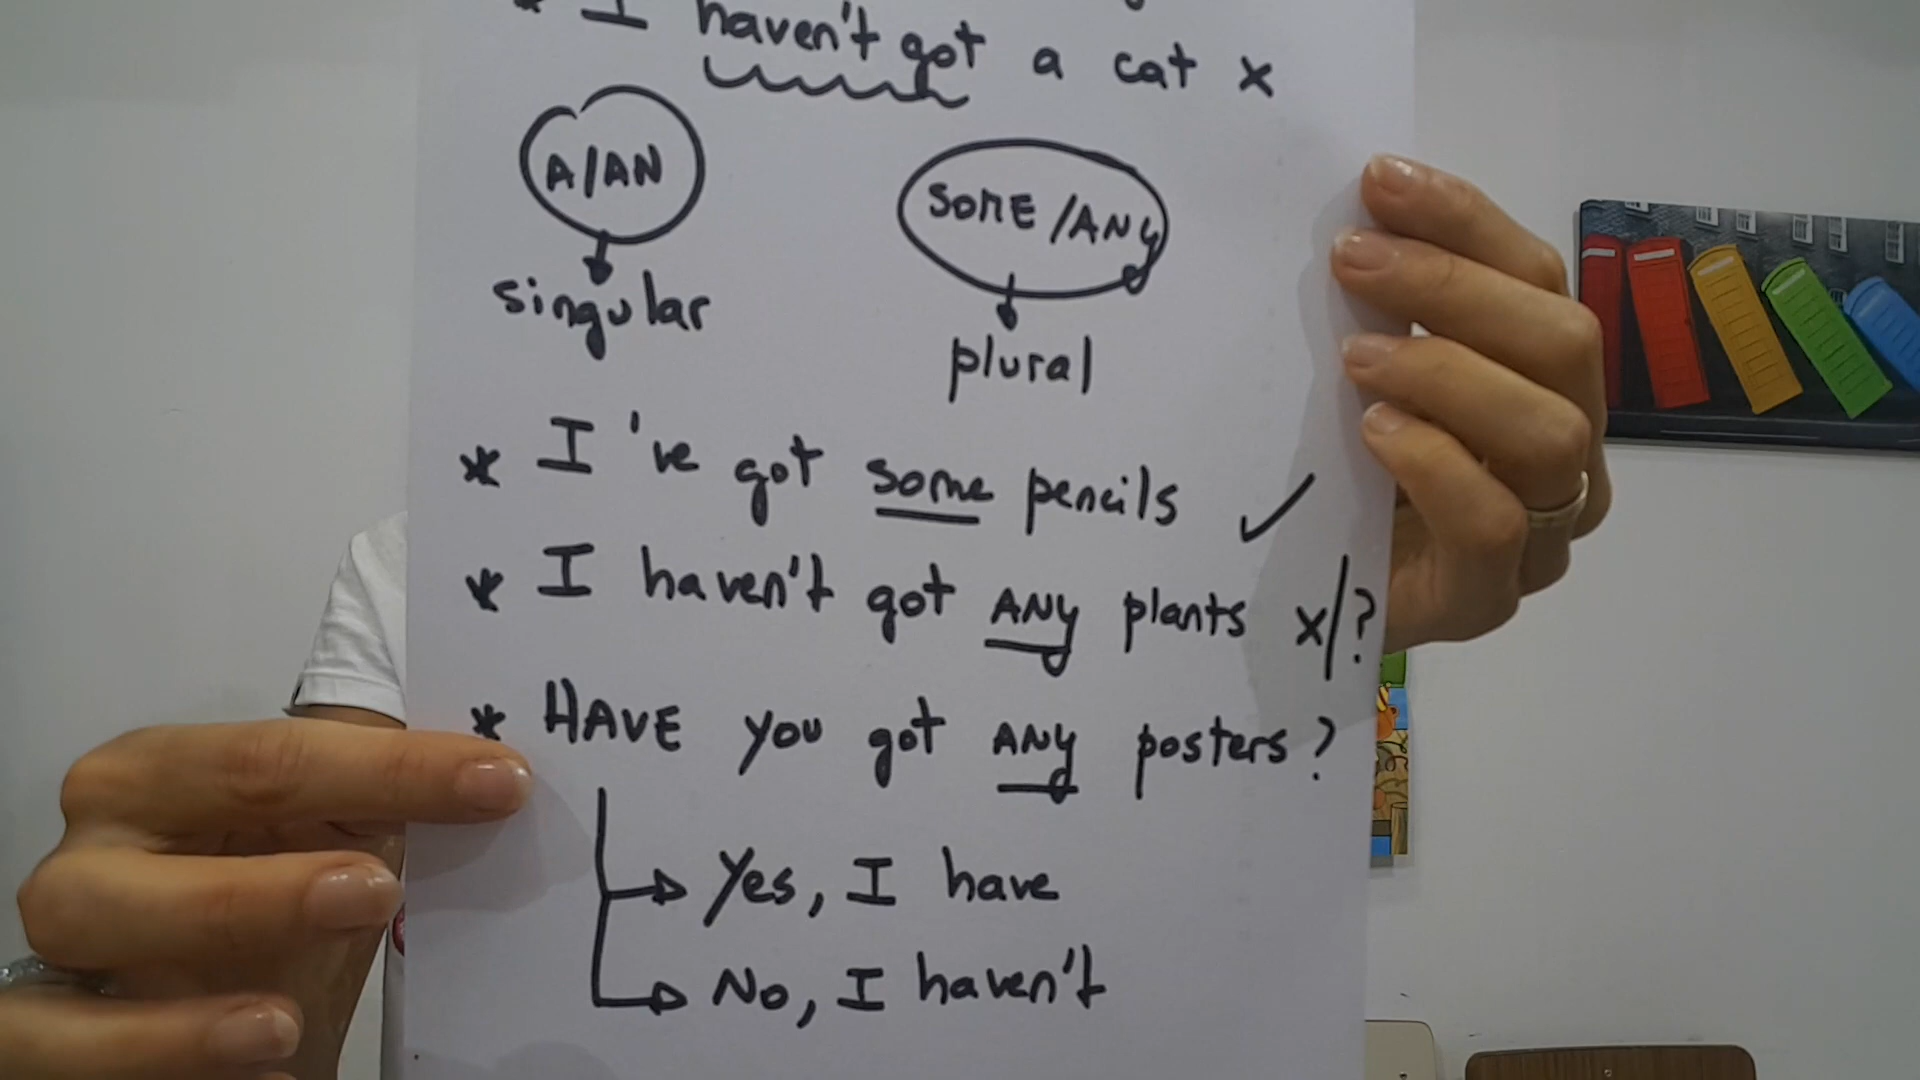 * I haven't got a cat x
A/AN
SOME/ANy
singular
plural
* I've got some pencils ✓
* I haven't got ANy plants x/?
* HAVE you got ANy posters?
Yes, I have
No, I haven't